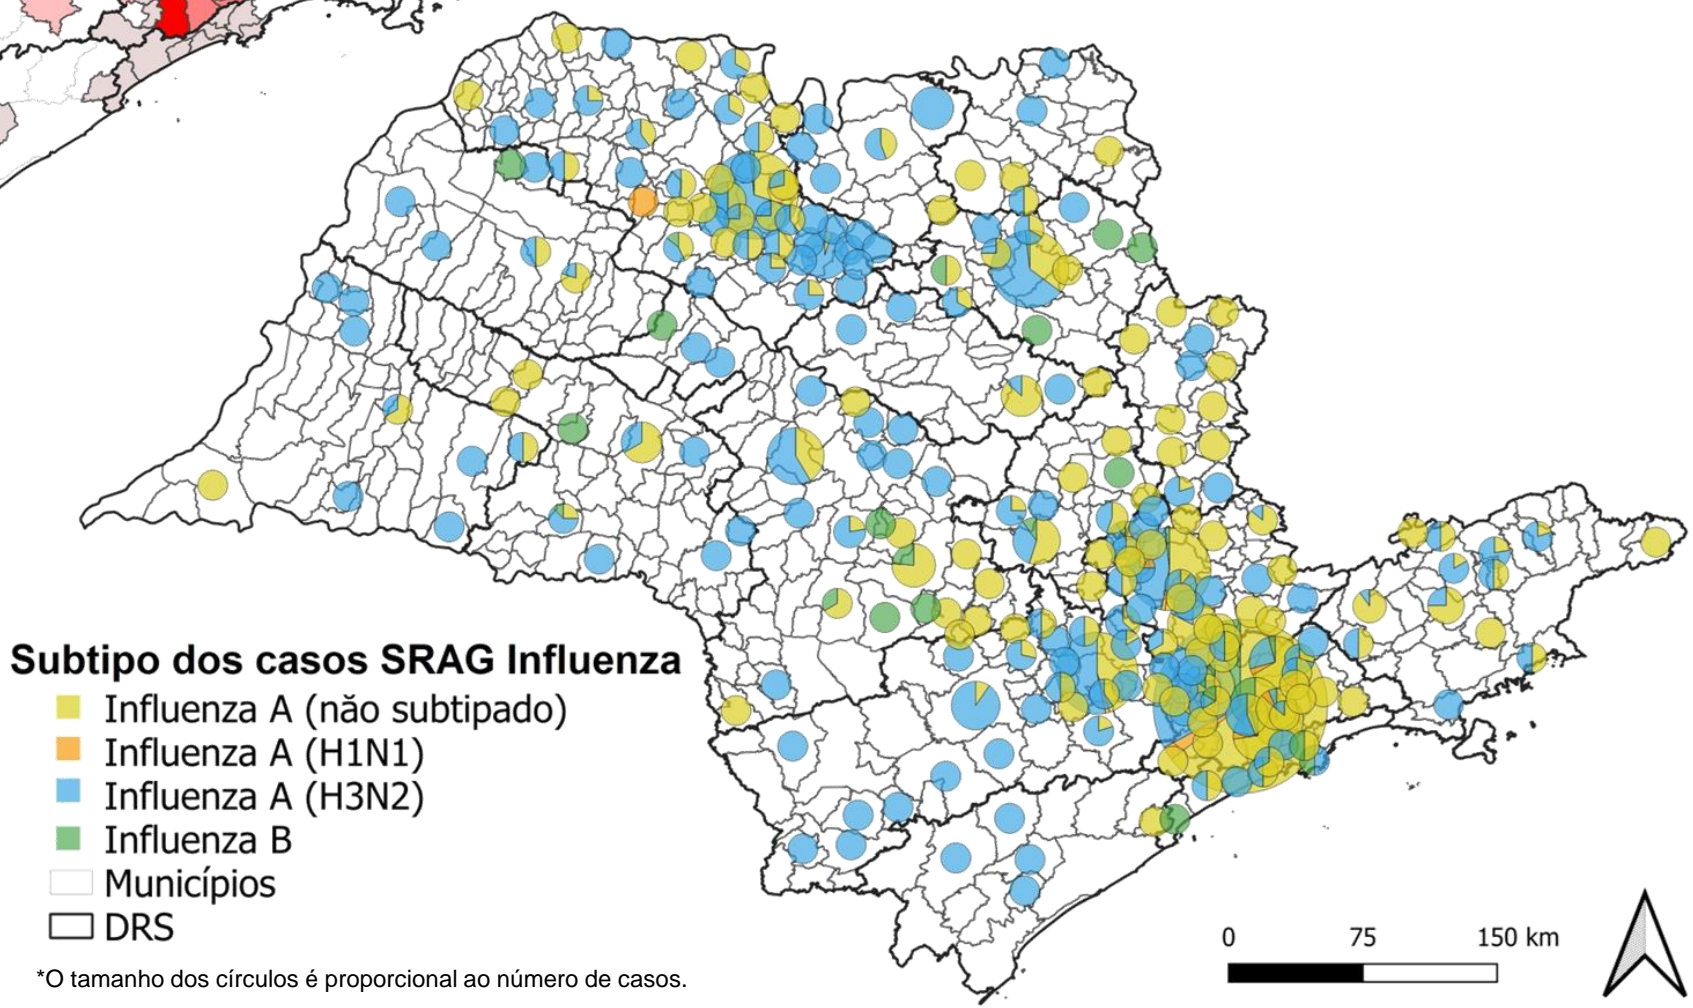 Subtipo dos casos SRAG Influenza
Influenza A (năo subtipado)
Influenza A (H1N1)
Influenza A (H3N2)
Influenza B
Municípios
DRS
*O tamanho dos círculos é proporcional ao número de casos.
0 75 150 km